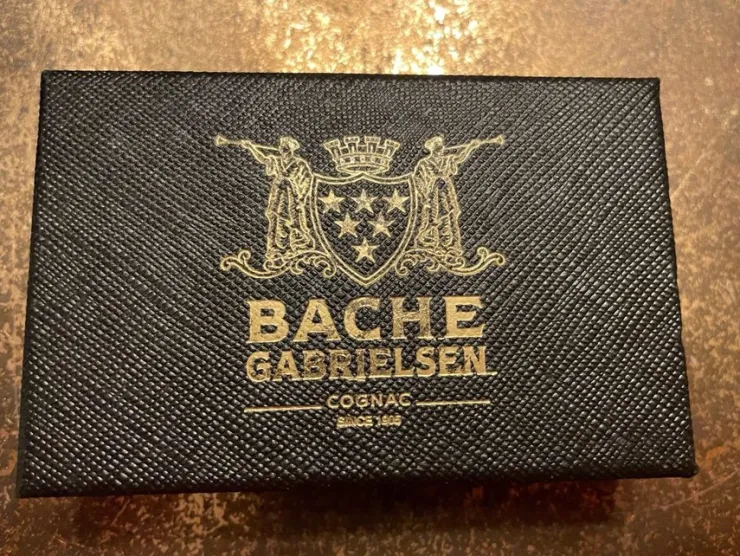 BACHE
GABRIELSEN
COGNAC
SINCE 1905